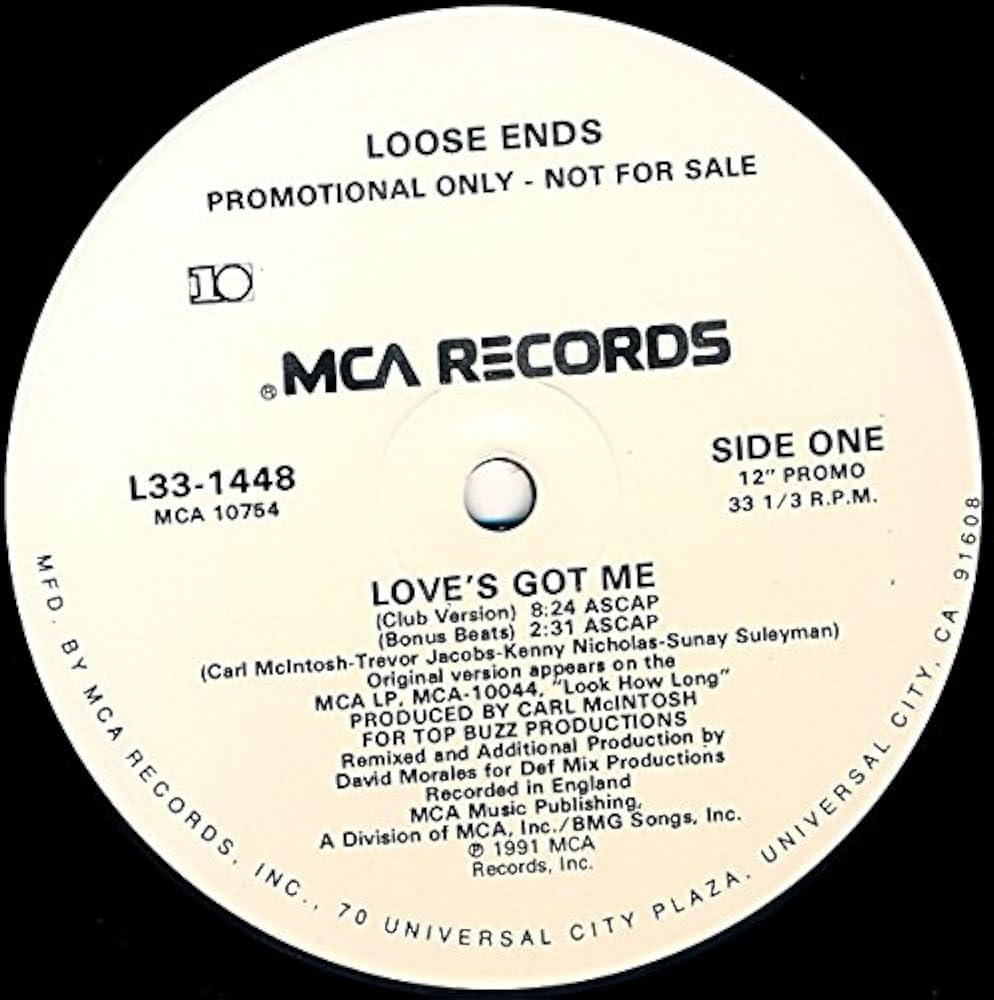 LOOSE ENDS
PROMOTIONAL ONLY - NOT FOR SALE
10
® MCA RECORDS
L33-1448
MCA 10754
SIDE ONE
12" PROMO
33 1/3 R.P.M.
LOVE'S GOT ME
(Club Version) 8:24 ASCAP
(Bonus Beats) 2:31 ASCAP
(Carl McIntosh-Trevor Jacobs-Kenny Nicholas-Sunay Suleyman)
Original version appears on the
MCA LP, MCA-10044, "Look How Long"
PRODUCED BY CARL McINTOSH
FOR TOP BUZZ PRODUCTIONS
Remixed and Additional Production by
David Morales for Def Mix Productions
Recorded in England
MCA Music Publishing,
A Division of MCA, Inc./BMG Songs, Inc.
℗ 1991 MCA
Records, Inc.
MFD. BY MCA RECORDS, INC., 70 UNIVERSAL CITY PLAZA, UNIVERSAL CITY, CA 91608